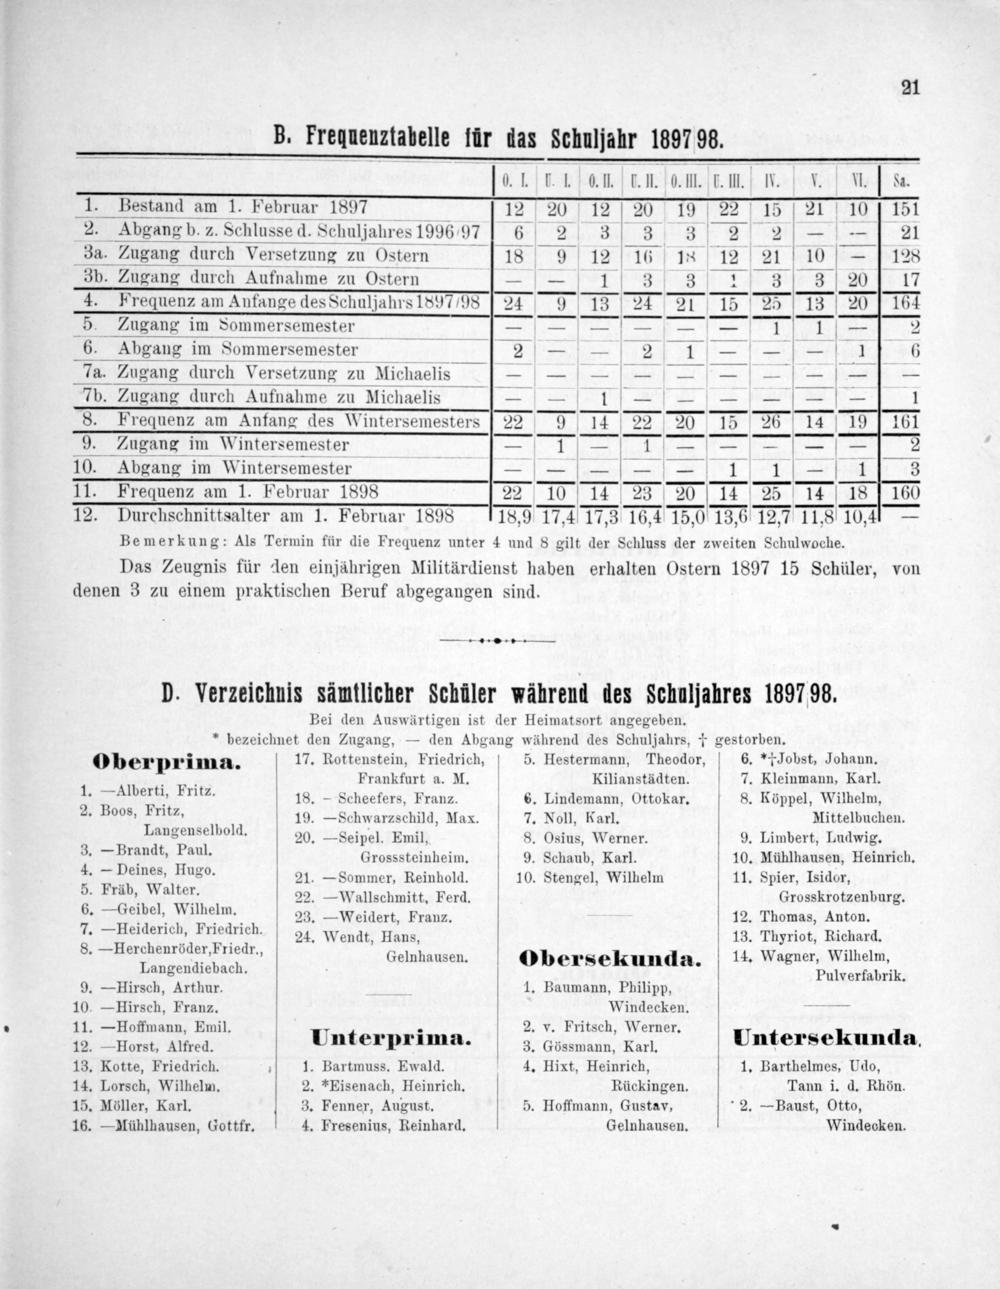 21
B. Frequenztabelle für das Schuljahr 1897|98.
O. I. U. I. O. II. U. II. O. III. U. III. IV. V. VI. Sa.
1. Bestand am 1. Februar 1897 12 20 12 20 19 22 15 21 10 151
2. Abgang b. z. Schlusse d. Schuljahres 1996/97 6 2 3 3 3 2 2 — — 21
3a. Zugang durch Versetzung zu Ostern 18 9 12 16 18 12 21 10 — 128
3b. Zugang durch Aufnahme zu Ostern — — 1 3 3 1 3 3 20 17
4. Frequenz am Anfange des Schuljahrs 1897/98 24 9 13 24 21 15 25 13 20 164
5. Zugang im Sommersemester — — — — — — 1 1 — 2
6. Abgang im Sommersemester 2 — — 2 1 — — — 1 6
7a. Zugang durch Versetzung zu Michaelis — — — — — — — — — —
7b. Zugang durch Aufnahme zu Michaelis — — 1 — — — — — — 1
8. Frequenz am Anfang des Wintersemesters 22 9 14 22 20 15 26 14 19 161
9. Zugang im Wintersemester — 1 — 1 — — — — — 2
10. Abgang im Wintersemester — — — — — 1 1 — 1 3
11. Frequenz am 1. Februar 1898 22 10 14 23 20 14 25 14 18 160
12. Durchschnittsalter am 1. Februar 1898 18,9 17,4 17,3 16,4 15,0 13,6 12,7 11,8 10,4 —
Bemerkung: Als Termin für die Frequenz unter 4 und 8 gilt der Schluss der zweiten Schulwoche.
Das Zeugnis für den einjährigen Militärdienst haben erhalten Ostern 1897 15 Schüler, von
denen 3 zu einem praktischen Beruf abgegangen sind.
D. Verzeichnis sämtlicher Schüler während des Schuljahres 1897|98.
Bei den Auswärtigen ist der Heimatsort angegeben.
* bezeichnet den Zugang, — den Abgang während des Schuljahrs, † gestorben.
Oberprima.
1. —Alberti, Fritz.
2. Boos, Fritz,
Langenselbold.
3. —Brandt, Paul.
4. —Deines, Hugo.
5. Fräb, Walter.
6. —Geibel, Wilhelm.
7. —Heiderich, Friedrich.
8. —Herchenröder, Friedr.,
Langendiebach.
9. —Hirsch, Arthur.
10. —Hirsch, Franz.
11. —Hoffmann, Emil.
12. —Horst, Alfred.
13. Kotte, Friedrich.
14. Lorsch, Wilhelm.
15. Möller, Karl.
16. —Mühlhausen, Gottfr.
17. Rottenstein, Friedrich,
Frankfurt a. M.
18. - Scheefers, Franz.
19. —Schwarzschild, Max.
20. —Seipel. Emil,
Grosssteinheim.
21. —Sommer, Reinhold.
22. —Wallschmitt, Ferd.
23. —Weidert, Franz.
24. Wendt, Hans,
Gelnhausen.
Unterprima.
1. Bartmuss. Ewald.
2. *Eisenach, Heinrich.
3. Fenner, August.
4. Fresenius, Reinhard.
5. Hestermann, Theodor,
Kilianstädten.
6. Lindemann, Ottokar.
7. Noll, Karl.
8. Osius, Werner.
9. Schaub, Karl.
10. Stengel, Wilhelm
Obersekunda.
1. Baumann, Philipp,
Windecken.
2. v. Fritsch, Werner.
3. Gössmann, Karl.
4. Hixt, Heinrich,
Rückingen.
5. Hoffmann, Gustav,
Gelnhausen.
6. *†Jobst, Johann.
7. Kleinmann, Karl.
8. Köppel, Wilhelm,
Mittelbuchen.
9. Limbert, Ludwig.
10. Mühlhausen, Heinrich.
11. Spier, Isidor,
Grosskrotzenburg.
12. Thomas, Anton.
13. Thyriot, Richard.
14. Wagner, Wilhelm,
Pulverfabrik.
Untersekunda.
1. Barthelmes, Udo,
Tann i. d. Rhön.
2. —Baust, Otto,
Windecken.